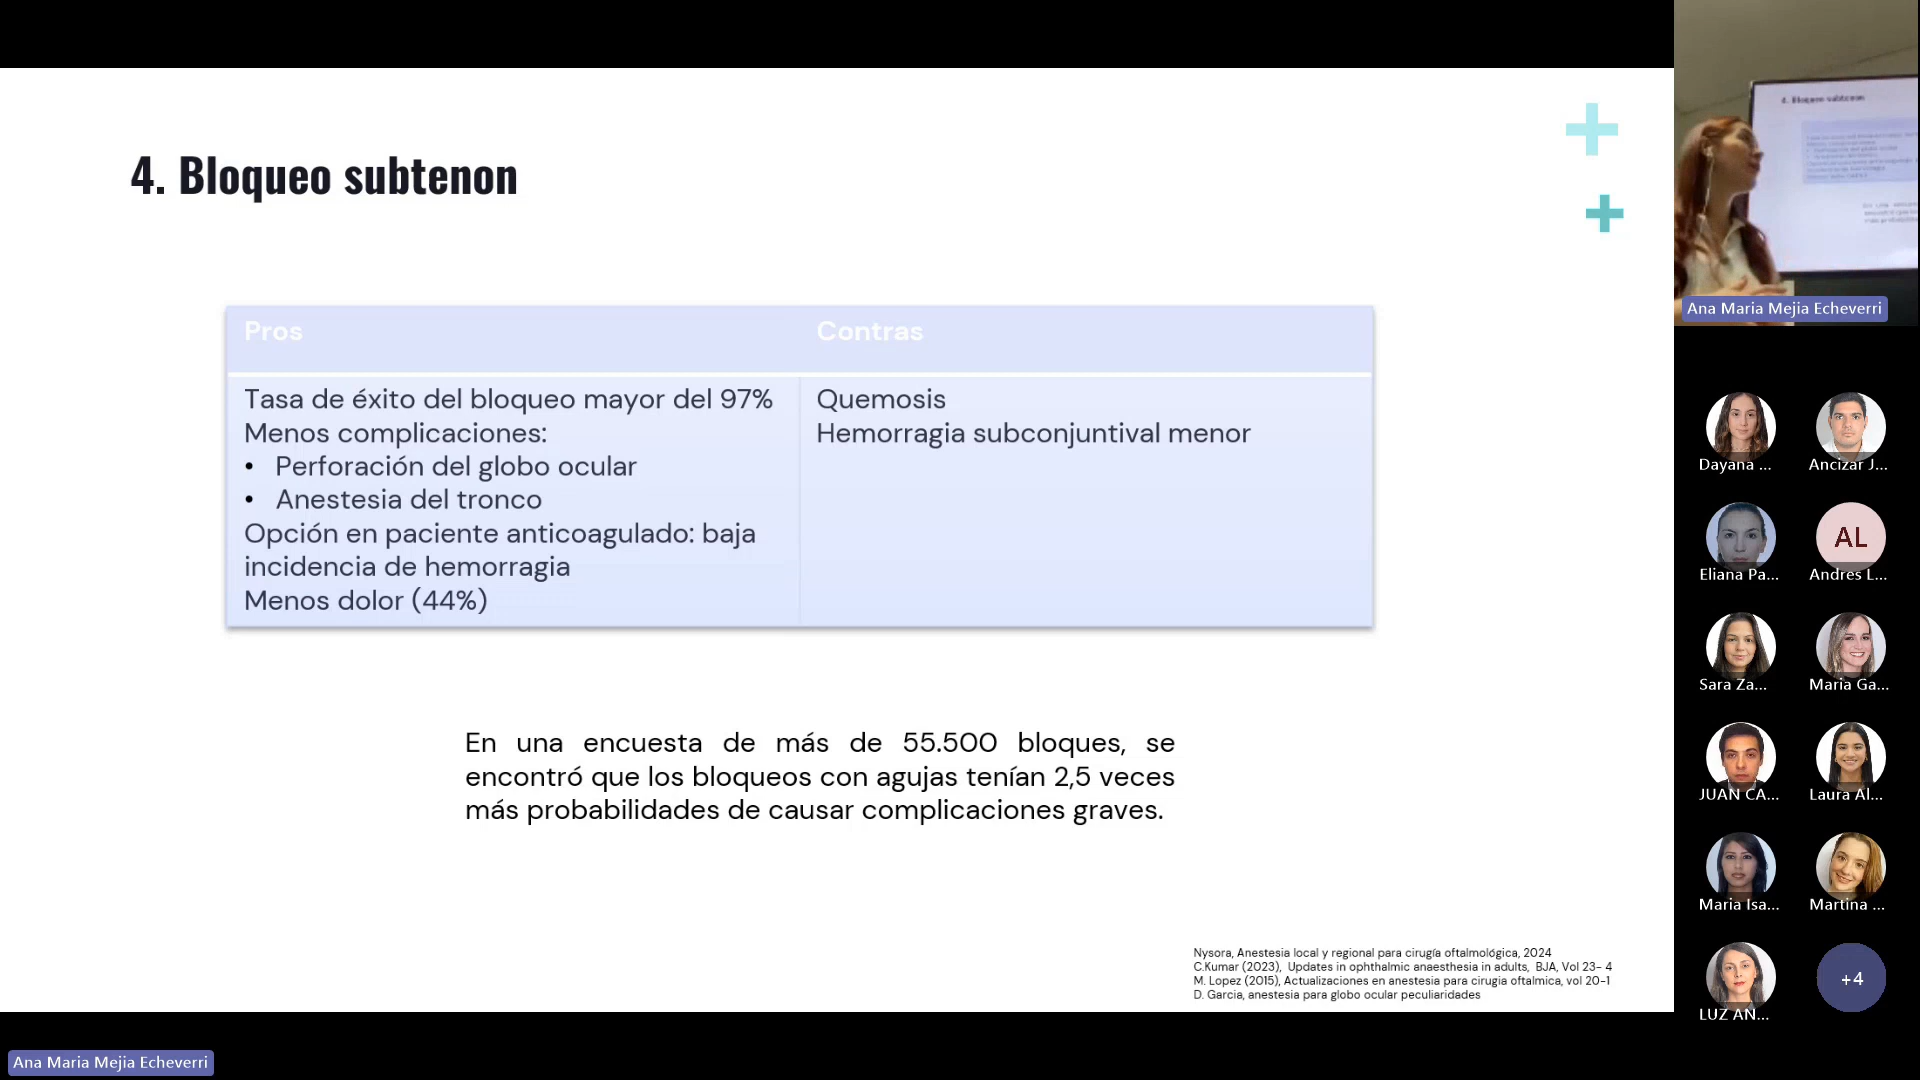 4. Bloqueo subtenon
Pros
Contras
Tasa de éxito del bloqueo mayor del 97%
Menos complicaciones:
• Perforación del globo ocular
• Anestesia del tronco
Opción en paciente anticoagulado: baja
incidencia de hemorragia
Menos dolor (44%)
Quemosis
Hemorragia subconjuntival menor
En una encuesta de más de 55.500 bloques, se
encontró que los bloqueos con agujas tenían 2,5 veces
más probabilidades de causar complicaciones graves.
Nysora, Anestesia local y regional para cirugía oftalmológica, 2024
C.Kumar (2023), Updates in ophthalmic anaesthesia in adults, BJA, Vol 23- 4
M. Lopez (2015), Actualizaciones en anestesia para cirugia oftalmica, vol 20-1
D. Garcia, anestesia para globo ocular peculiaridades
4. Bloqueo subtenon
Ana Maria Mejia Echeverri
Dayana ...
Ancizar J...
Eliana Pa...
AL
Andres L...
Sara Za...
Maria Ga...
JUAN CA...
Laura Al...
Maria Isa...
Martina ...
LUZ AN...
+4
Ana Maria Mejia Echeverri